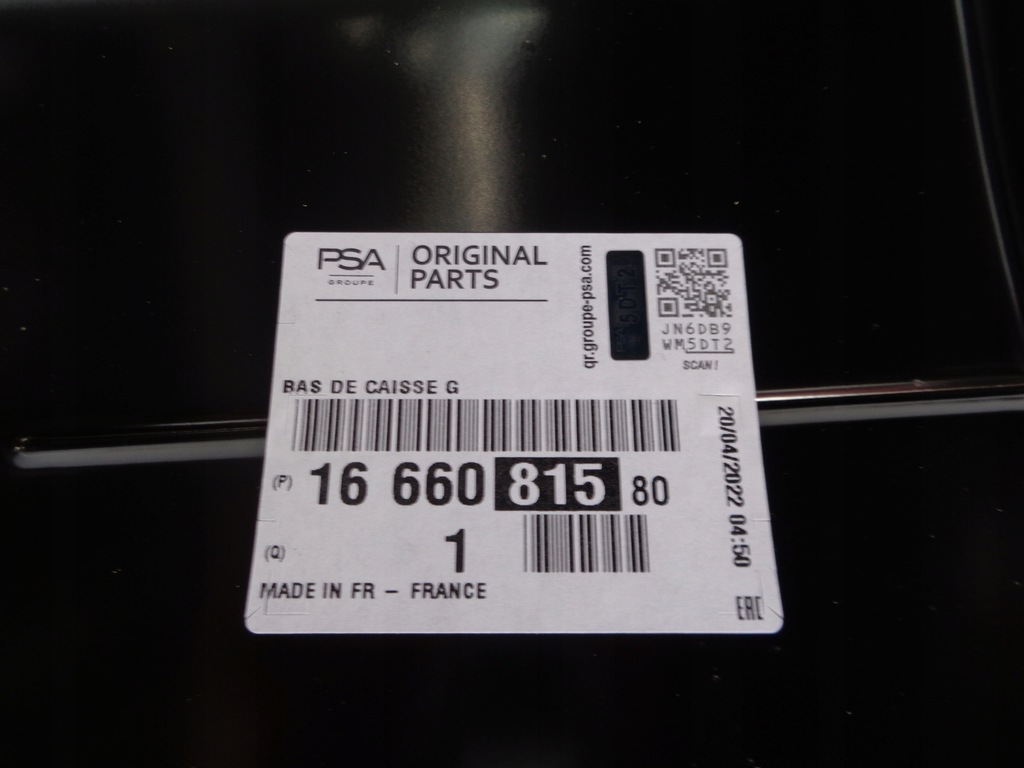 PSA
GROUPE
ORIGINAL
PARTS
qr.groupe-psa.com
5DT2
JN6DB9
WM5DT2
SCAN!
BAS DE CAISSE G
(P) 16 660 815 80
(Q) 1
MADE IN FR – FRANCE
20/04/2022 04:50
EAC